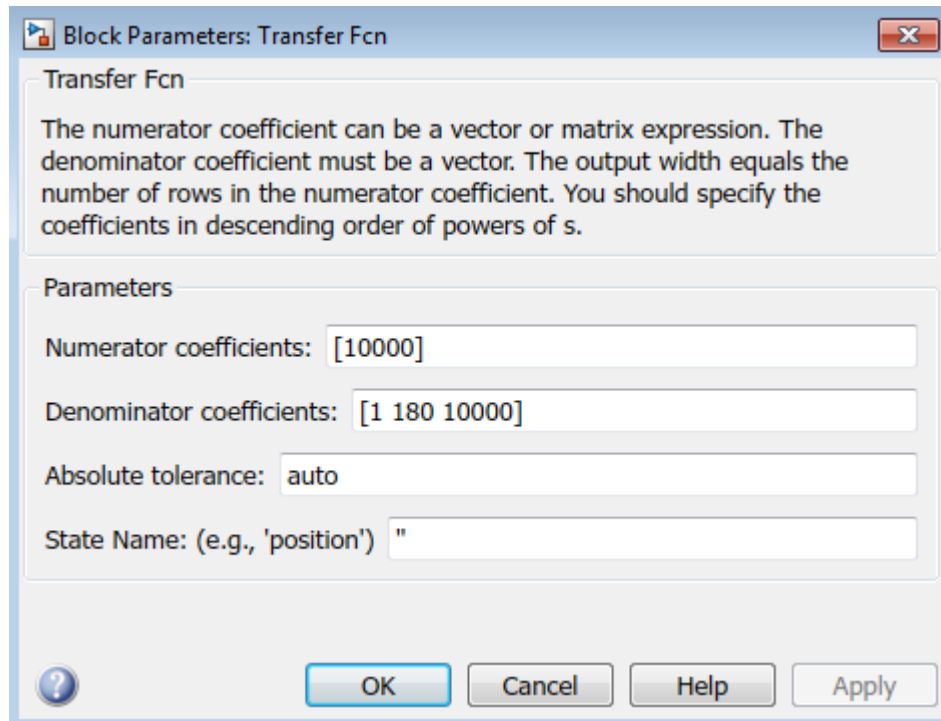 Block Parameters: Transfer Fcn
Transfer Fcn
The numerator coefficient can be a vector or matrix expression. The
denominator coefficient must be a vector. The output width equals the
number of rows in the numerator coefficient. You should specify the
coefficients in descending order of powers of s.
Parameters
Numerator coefficients: [10000]
Denominator coefficients: [1 180 10000]
Absolute tolerance: auto
State Name: (e.g., 'position') ''
OK Cancel Help Apply